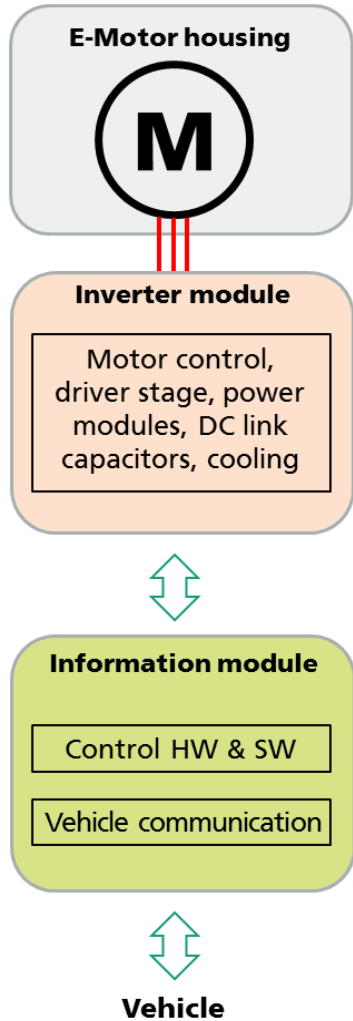 E-Motor housing
M
Inverter module
Motor control,
driver stage, power
modules, DC link
capacitors, cooling
Information module
Control HW & SW
Vehicle communication
Vehicle